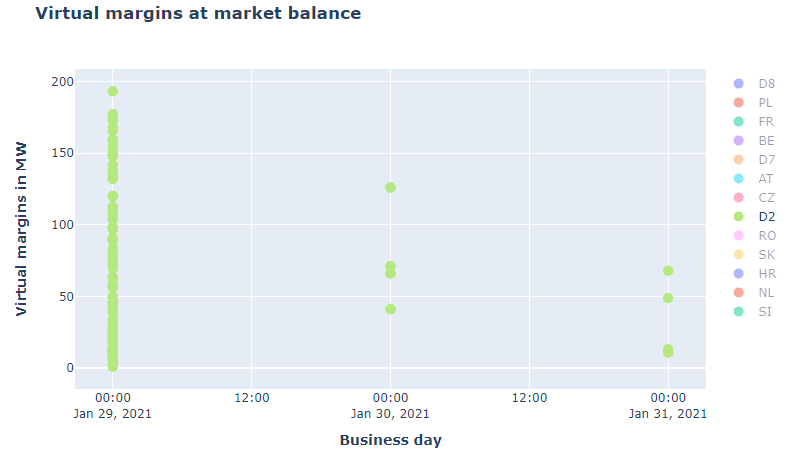 Virtual margins at market balance
Virtual margins in MW
200
150
100
50
0
00:00
Jan 29, 2021
12:00
00:00
Jan 30, 2021
12:00
00:00
Jan 31, 2021
Business day
D8
PL
FR
BE
D7
AT
CZ
D2
RO
SK
HR
NL
SI